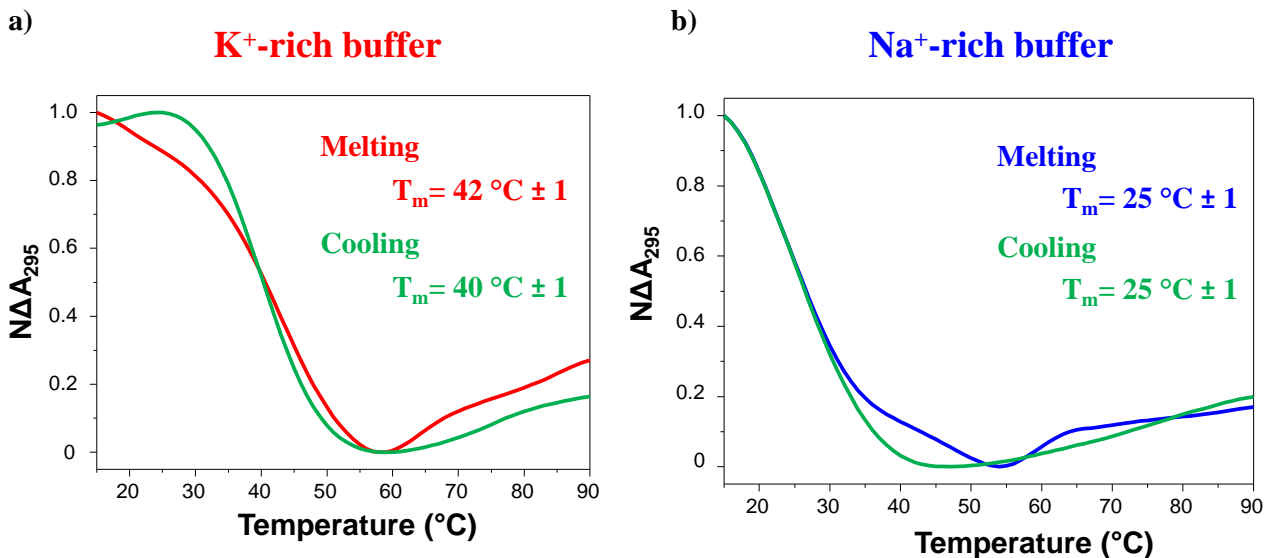 a)
K⁺-rich buffer
1.0
0.8
0.6
0.4
0.2
0
NΔA₂₉₅
Melting
Tₘ= 42 °C ± 1
Cooling
Tₘ= 40 °C ± 1
20 30 40 50 60 70 80 90
Temperature (°C)
b)
Na⁺-rich buffer
1.0
0.8
0.6
0.4
0.2
0
NΔA₂₉₅
Melting
Tₘ= 25 °C ± 1
Cooling
Tₘ= 25 °C ± 1
20 30 40 50 60 70 80 90
Temperature (°C)